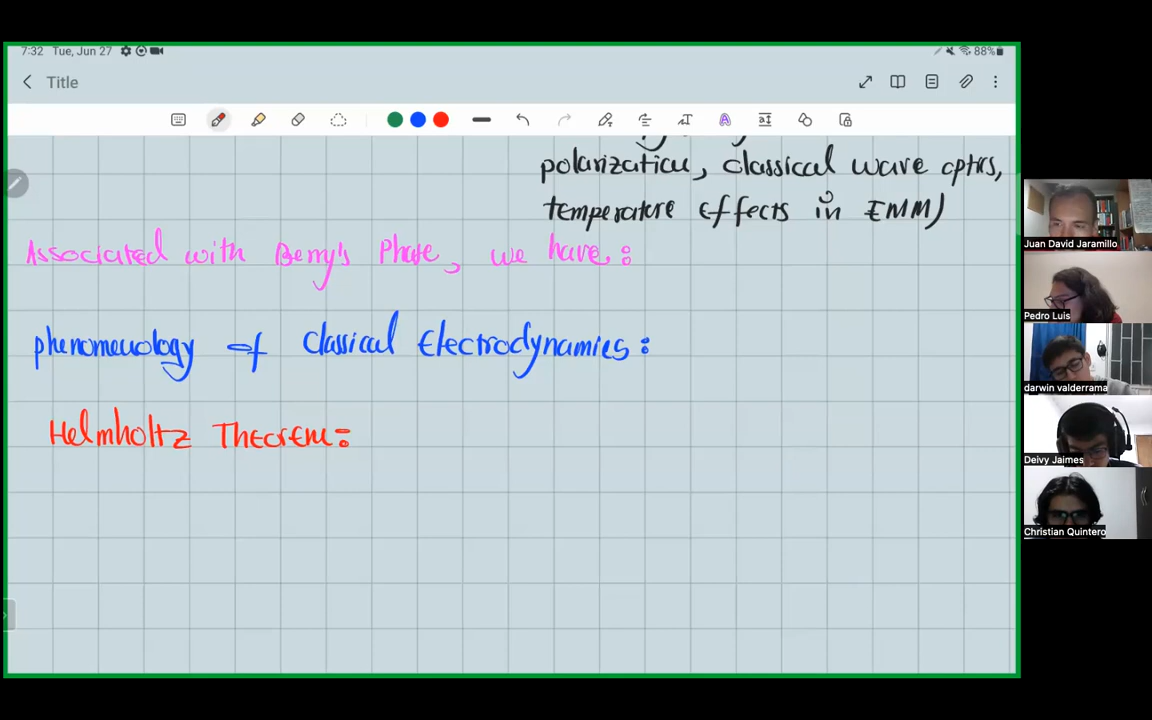 7:32 Tue, Jun 27 88%
Title
polarization, classical wave optics,
temperature effects in EMM)
Associated with Berry's Phase, we have:
phenomenology of Classical Electrodynamics:
Helmholtz Theorem:
Juan David Jaramillo
Pedro Luis
darwin valderrama
Deivy Jaimes
Christian Quintero